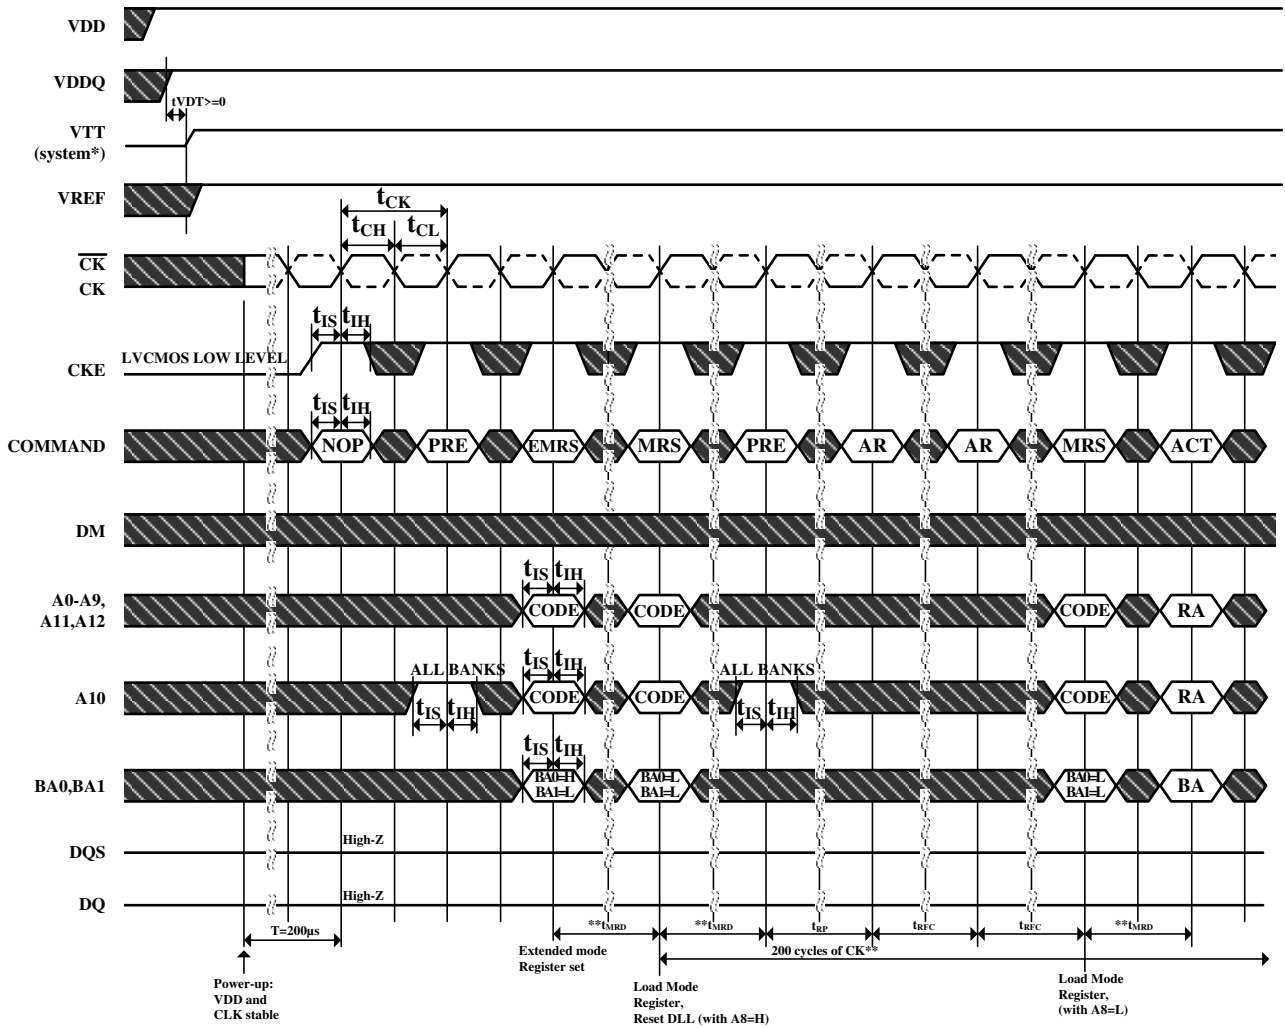 VDD
VDDQ
tVDT>=0
VTT
(system*)
VREF
tCK
tCH tCL
CK
CK
tIS tIH
LVCMOS LOW LEVEL
CKE
tIS tIH
COMMAND NOP PRE EMRS MRS PRE AR AR MRS ACT
DM
tIS tIH
A0-A9,
A11,A12
CODE CODE CODE RA
tIS tIH
ALL BANKS ALL BANKS
A10 CODE CODE CODE RA
tIS tIH tIS tIH
tIS tIH
BA0,BA1
BA0=H BA0=L BA0=L
BA1=L BA1=L BA1=L
BA
High-Z
DQS
High-Z
DQ
T=200µs **tMRD **tMRD tRP tRFC tRFC **tMRD
200 cycles of CK**
Extended mode
Register set
Power-up:
VDD and
CLK stable
Load Mode
Register,
Reset DLL (with A8=H)
Load Mode
Register,
(with A8=L)